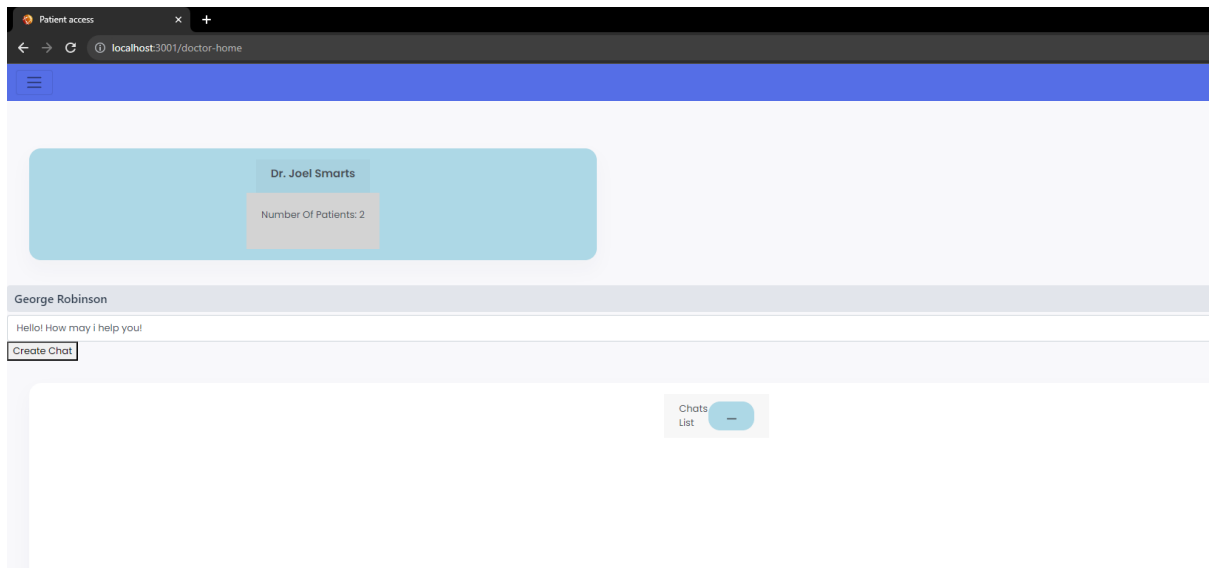 Patient access
localhost:3001/doctor-home
Dr. Joel Smarts
Number Of Patients: 2
George Robinson
Hello! How may i help you!
Create Chat
Chats
List